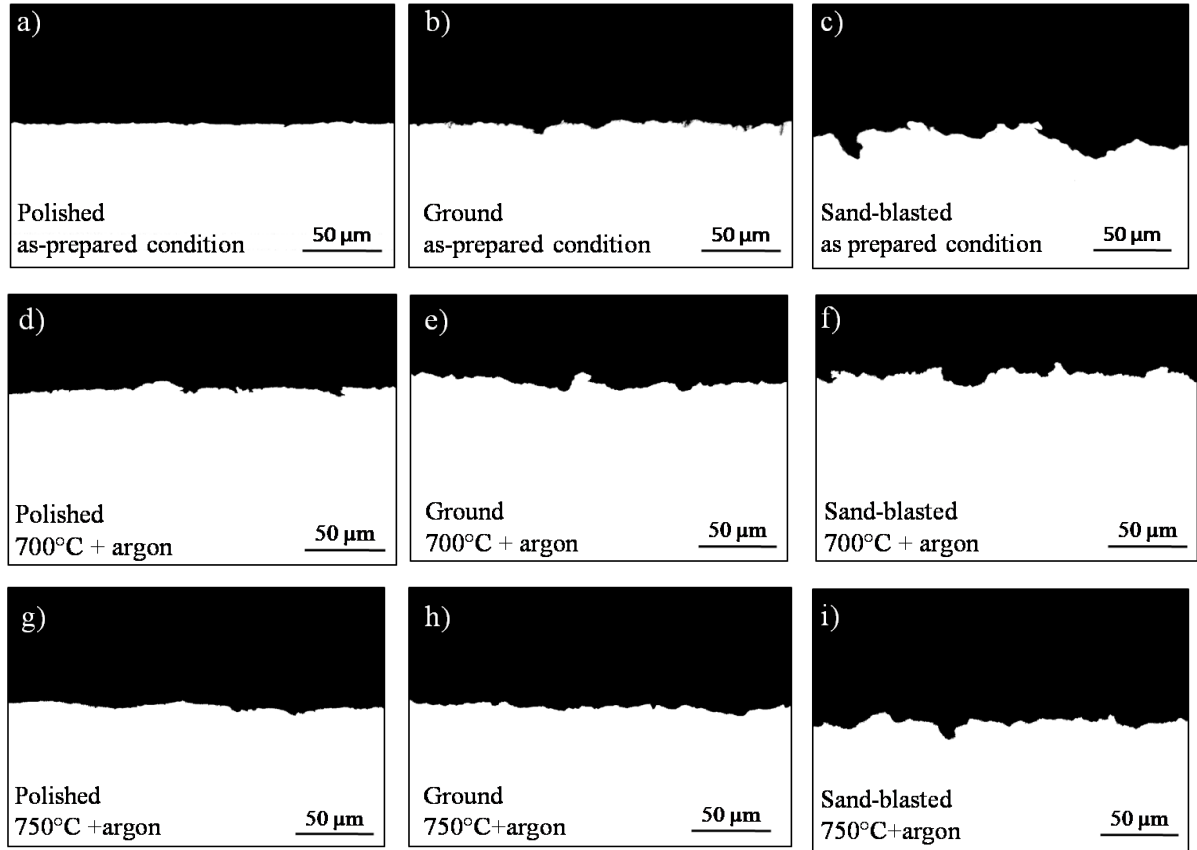 a)
Polished
as-prepared condition
50 µm
b)
Ground
as-prepared condition
50 µm
c)
Sand-blasted
as prepared condition
50 µm
d)
Polished
700°C + argon
50 µm
e)
Ground
700°C + argon
50 µm
f)
Sand-blasted
700°C + argon
50 µm
g)
Polished
750°C +argon
50 µm
h)
Ground
750°C+argon
50 µm
i)
Sand-blasted
750°C+argon
50 µm